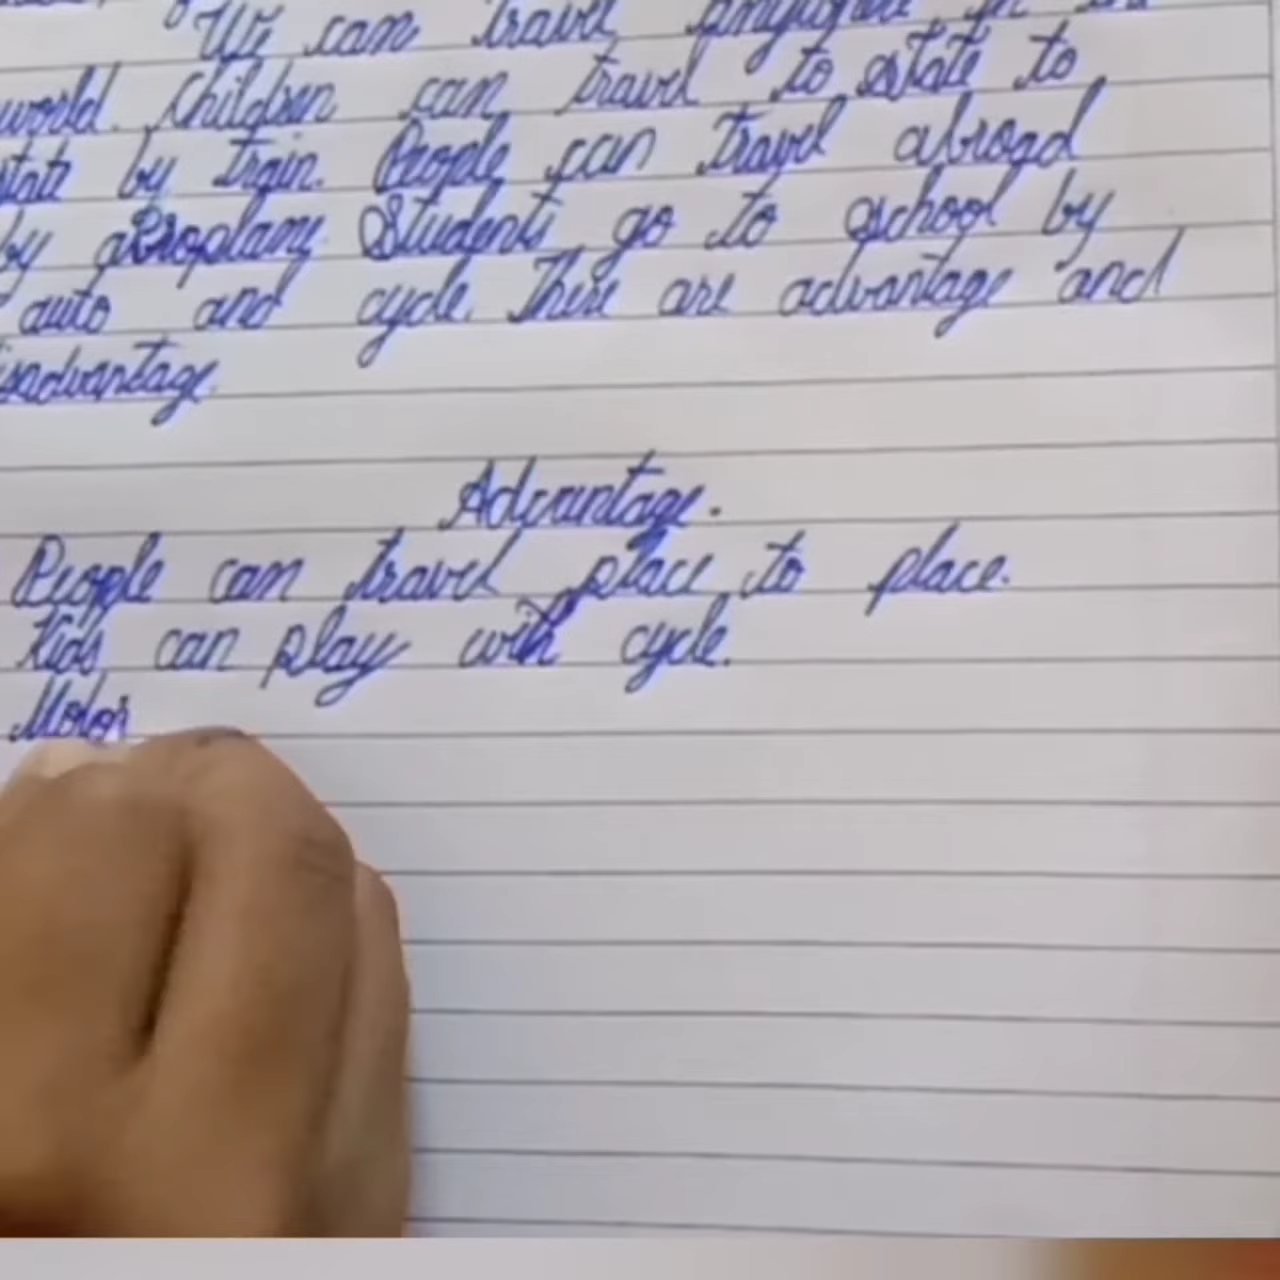 We can travel anywhere in the
world. Children can travel to state to
state by train. People can travel abroad
by aeroplane. Students go to school by
auto and cycle. There are advantage and
isadvantage.
Advantage.
People can travel place to place.
Kids can play with cycle.
Motor